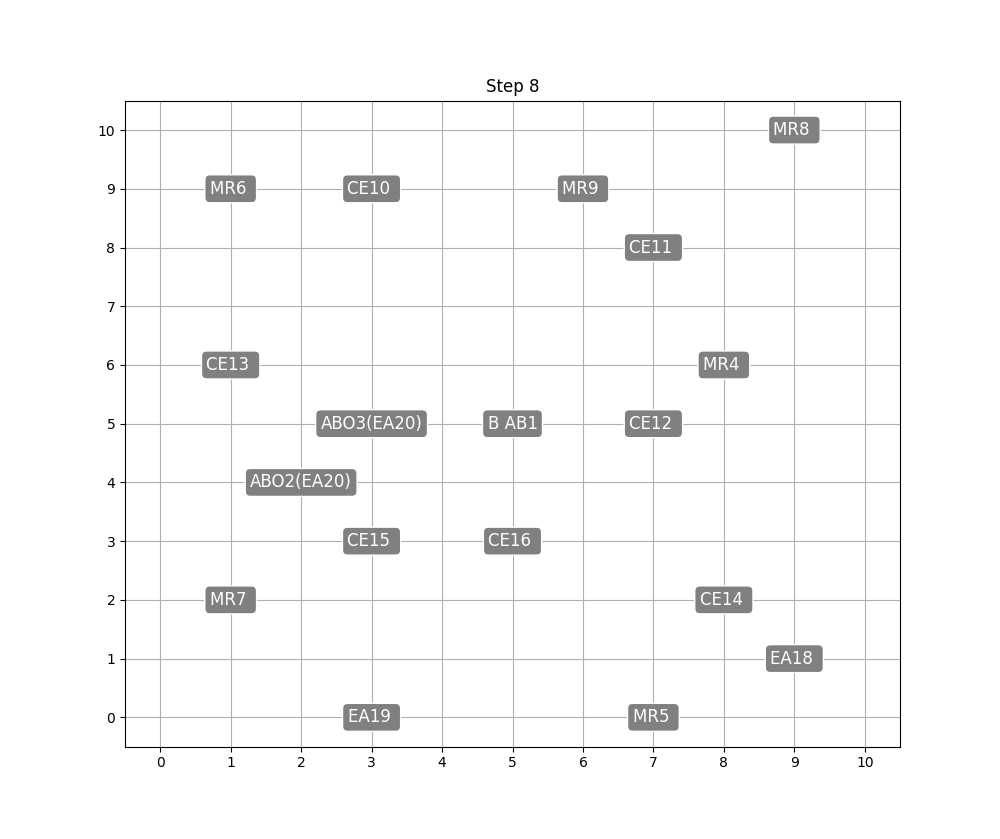 Step 8
10
MR8
9
MR6
CE10
MR9
8
CE11
7
6
CE13
MR4
5
ABO3(EA20)
B AB1
CE12
4
ABO2(EA20)
3
CE15
CE16
2
MR7
CE14
1
EA18
0
EA19
MR5
0 1 2 3 4 5 6 7 8 9 10